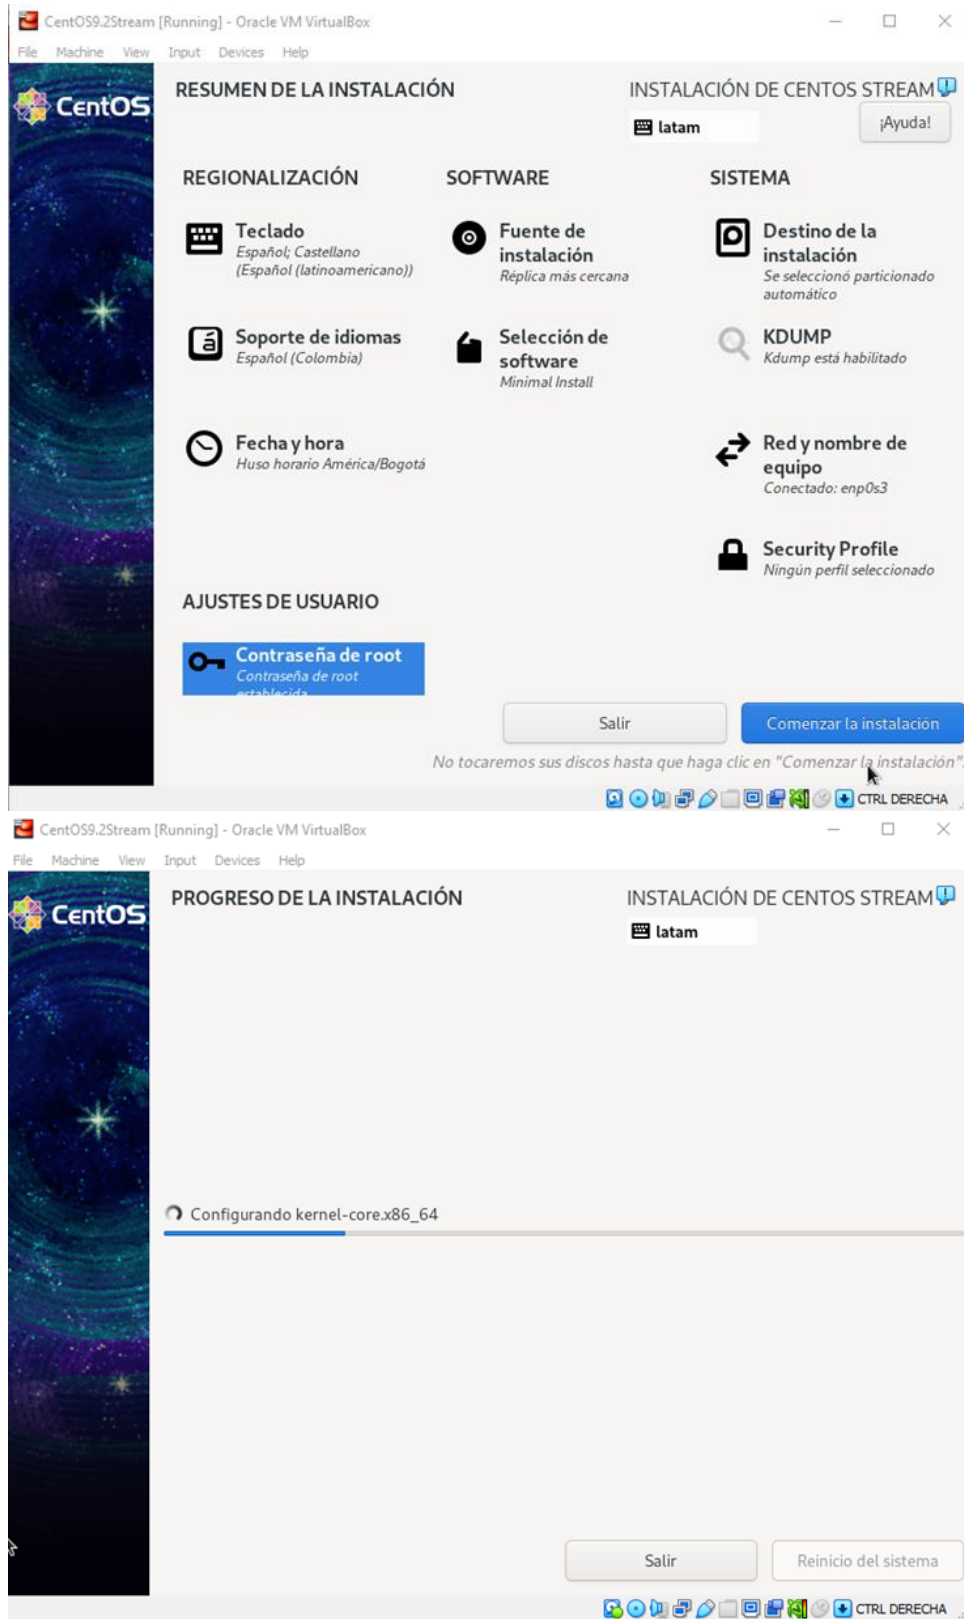 CentOS9.2Stream [Running] - Oracle VM VirtualBox
File Machine View Input Devices Help
CentOS
RESUMEN DE LA INSTALACIÓN
INSTALACIÓN DE CENTOS STREAM
latam
¡Ayuda!
REGIONALIZACIÓN
Teclado
Español; Castellano
(Español (latinoamericano))
Soporte de idiomas
Español (Colombia)
Fecha y hora
Huso horario América/Bogotá
SOFTWARE
Fuente de
instalación
Réplica más cercana
Selección de
software
Minimal Install
SISTEMA
Destino de la
instalación
Se seleccionó particionado
automático
KDUMP
Kdump está habilitado
Red y nombre de
equipo
Conectado: enp0s3
Security Profile
Ningún perfil seleccionado
AJUSTES DE USUARIO
Contraseña de root
Contraseña de root
establecida
Salir
Comenzar la instalación
No tocaremos sus discos hasta que haga clic en "Comenzar la instalación".
CTRL DERECHA
CentOS9.2Stream [Running] - Oracle VM VirtualBox
File Machine View Input Devices Help
CentOS
PROGRESO DE LA INSTALACIÓN
INSTALACIÓN DE CENTOS STREAM
latam
Configurando kernel-core.x86_64
Salir
Reinicio del sistema
CTRL DERECHA